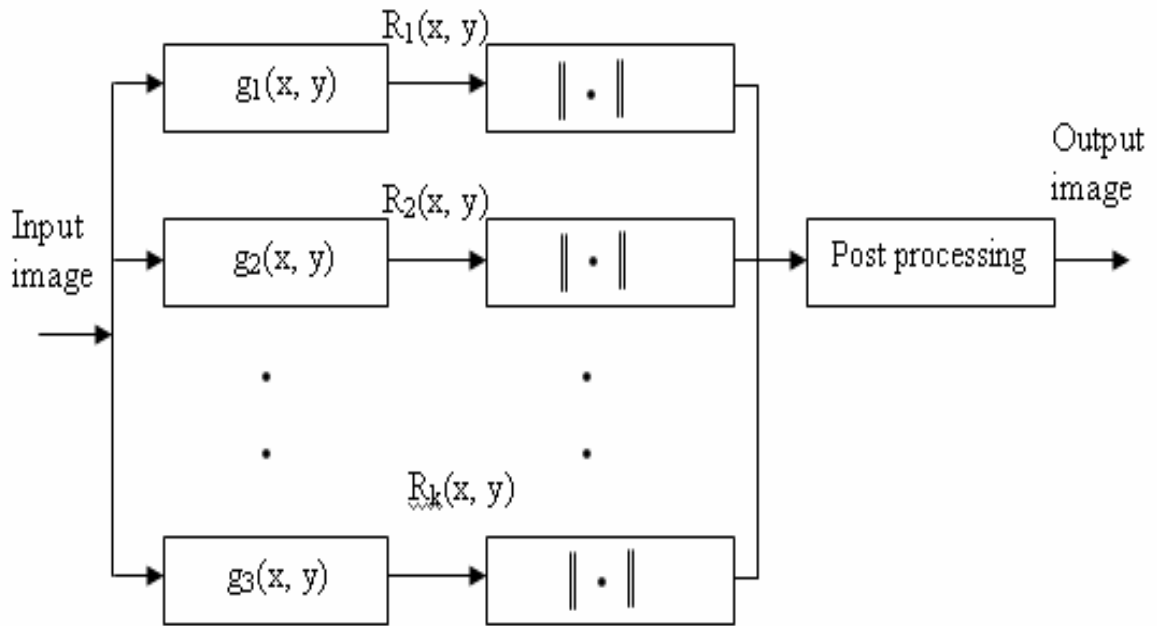 R₁(x, y)
g₁(x, y)
‖ • ‖
Output
image
R₂(x, y)
Input
image
g₂(x, y)
‖ • ‖
Post processing
Rₖ(x, y)
g₃(x, y)
‖ • ‖